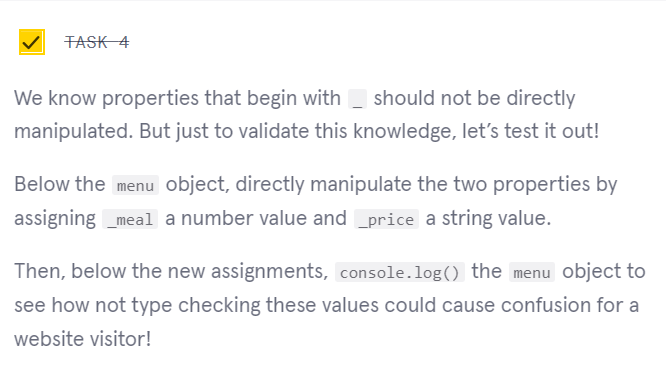 TASK 4
We know properties that begin with _ should not be directly
manipulated. But just to validate this knowledge, let’s test it out!
Below the menu object, directly manipulate the two properties by
assigning _meal a number value and _price a string value.
Then, below the new assignments, console.log() the menu object to
see how not type checking these values could cause confusion for a
website visitor!